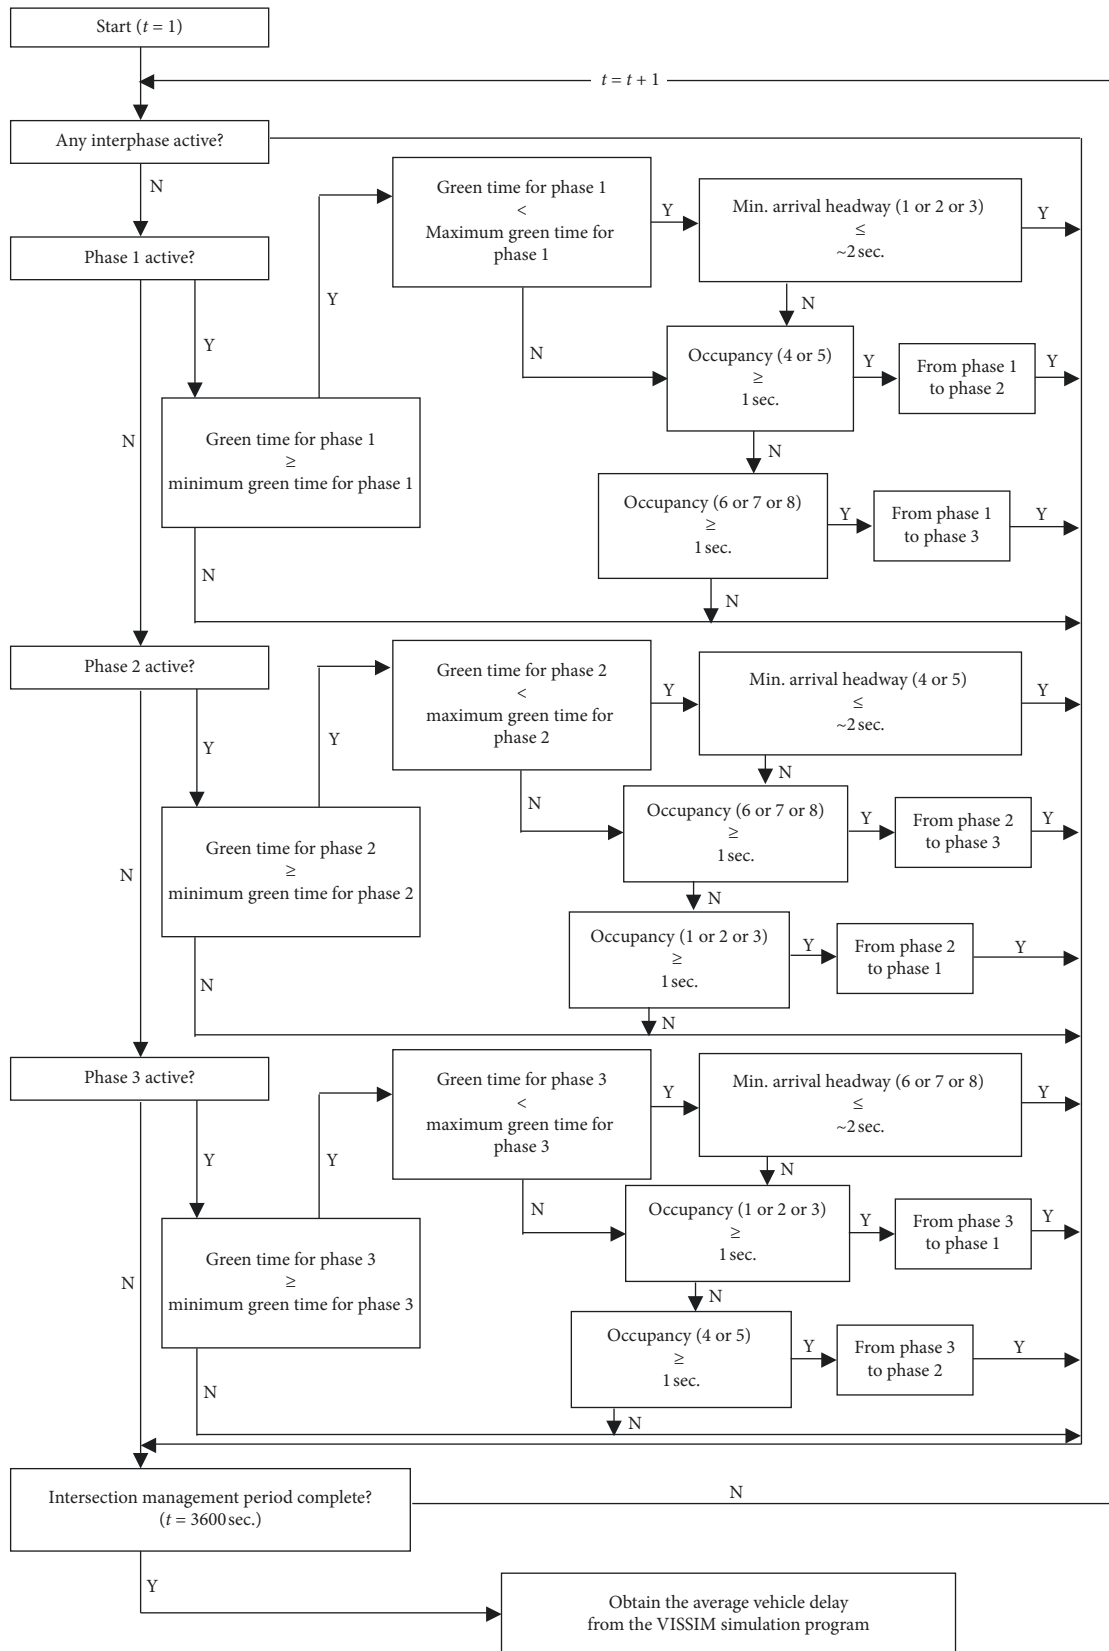 Start (t = 1)
t = t + 1
Any interphase active?
N
Phase 1 active?
Y
N
Green time for phase 1
≥
minimum green time for phase 1
Y
N
Green time for phase 1
<
Maximum green time for
phase 1
Y
N
Min. arrival headway (1 or 2 or 3)
≤
~2 sec.
Y
N
Occupancy (4 or 5)
≥
1 sec.
Y
From phase 1
to phase 2
Y
N
Occupancy (6 or 7 or 8)
≥
1 sec.
Y
From phase 1
to phase 3
Y
N
Phase 2 active?
Y
N
Green time for phase 2
≥
minimum green time for phase 2
Y
N
Green time for phase 2
<
maximum green time for
phase 2
Y
N
Min. arrival headway (4 or 5)
≤
~2 sec.
Y
N
Occupancy (6 or 7 or 8)
≥
1 sec.
Y
From phase 2
to phase 3
Y
N
Occupancy (1 or 2 or 3)
≥
1 sec.
Y
From phase 2
to phase 1
Y
N
Phase 3 active?
Y
N
Green time for phase 3
≥
minimum green time for phase 3
Y
N
Green time for phase 3
<
maximum green time for
phase 3
Y
N
Min. arrival headway (6 or 7 or 8)
≤
~2 sec.
Y
N
Occupancy (1 or 2 or 3)
≥
1 sec.
Y
From phase 3
to phase 1
Y
N
Occupancy (4 or 5)
≥
1 sec.
Y
From phase 3
to phase 2
Y
N
Intersection management period complete?
(t = 3600 sec.)
N
Y
Obtain the average vehicle delay
from the VISSIM simulation program